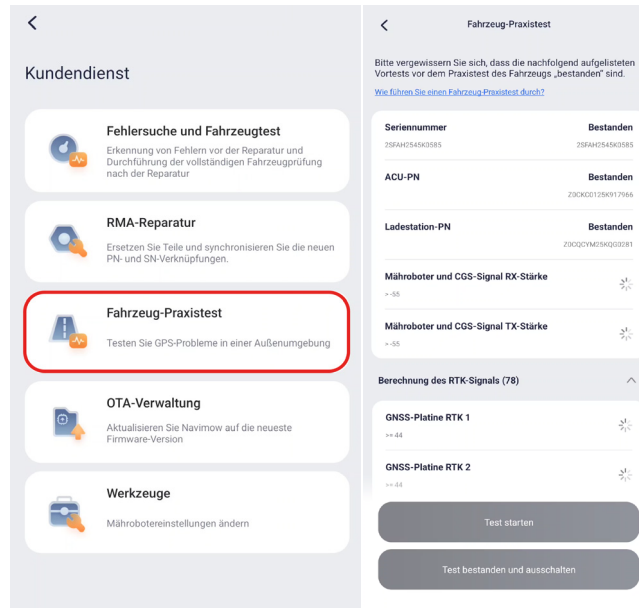 Kundendienst
Fehlersuche und Fahrzeugtest
Erkennung von Fehlern vor der Reparatur und
Durchführung der vollständigen Fahrzeugprüfung
nach der Reparatur
RMA-Reparatur
Ersetzen Sie Teile und synchronisieren Sie die neuen
PN- und SN-Verknüpfungen.
Fahrzeug-Praxistest
Testen Sie GPS-Probleme in einer Außenumgebung
OTA-Verwaltung
Aktualisieren Sie Navimow auf die neueste
Firmware-Version
Werkzeuge
Mährobotereinstellungen ändern
Fahrzeug-Praxistest
Bitte vergewissern Sie sich, dass die nachfolgend aufgelisteten
Vortests vor dem Praxistest des Fahrzeugs „bestanden" sind.
Wie führen Sie einen Fahrzeug-Praxistest durch?
Seriennummer Bestanden
2SFAH2545K0585 2SFAH2545K0585
ACU-PN Bestanden
Z0CKC0125K917966
Ladestation-PN Bestanden
Z0CQCYM25KQG0281
Mähroboter und CGS-Signal RX-Stärke
> -55
Mähroboter und CGS-Signal TX-Stärke
> -55
Berechnung des RTK-Signals (78)
GNSS-Platine RTK 1
>= 44
GNSS-Platine RTK 2
>= 44
Test starten
Test bestanden und ausschalten